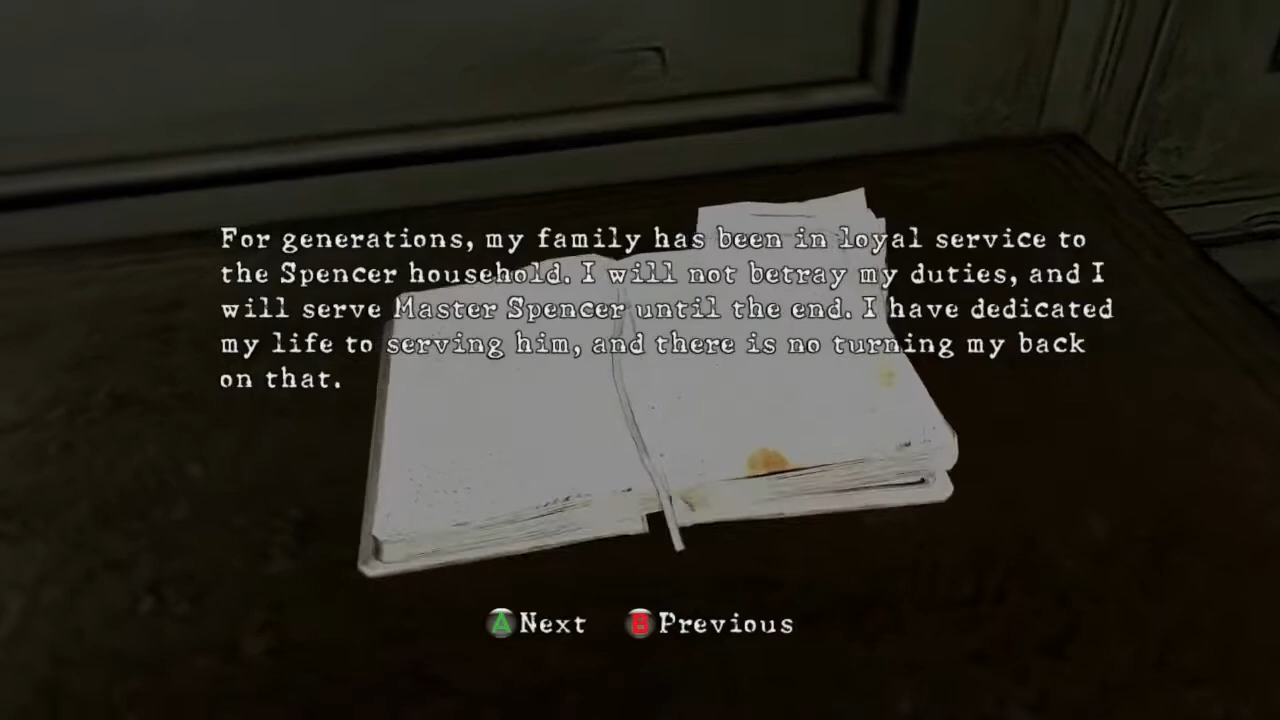 For generations, my family has been in loyal service to
the Spencer household. I will not betray my duties, and I
will serve Master Spencer until the end. I have dedicated
my life to serving him, and there is no turning my back
on that.
A Next B Previous